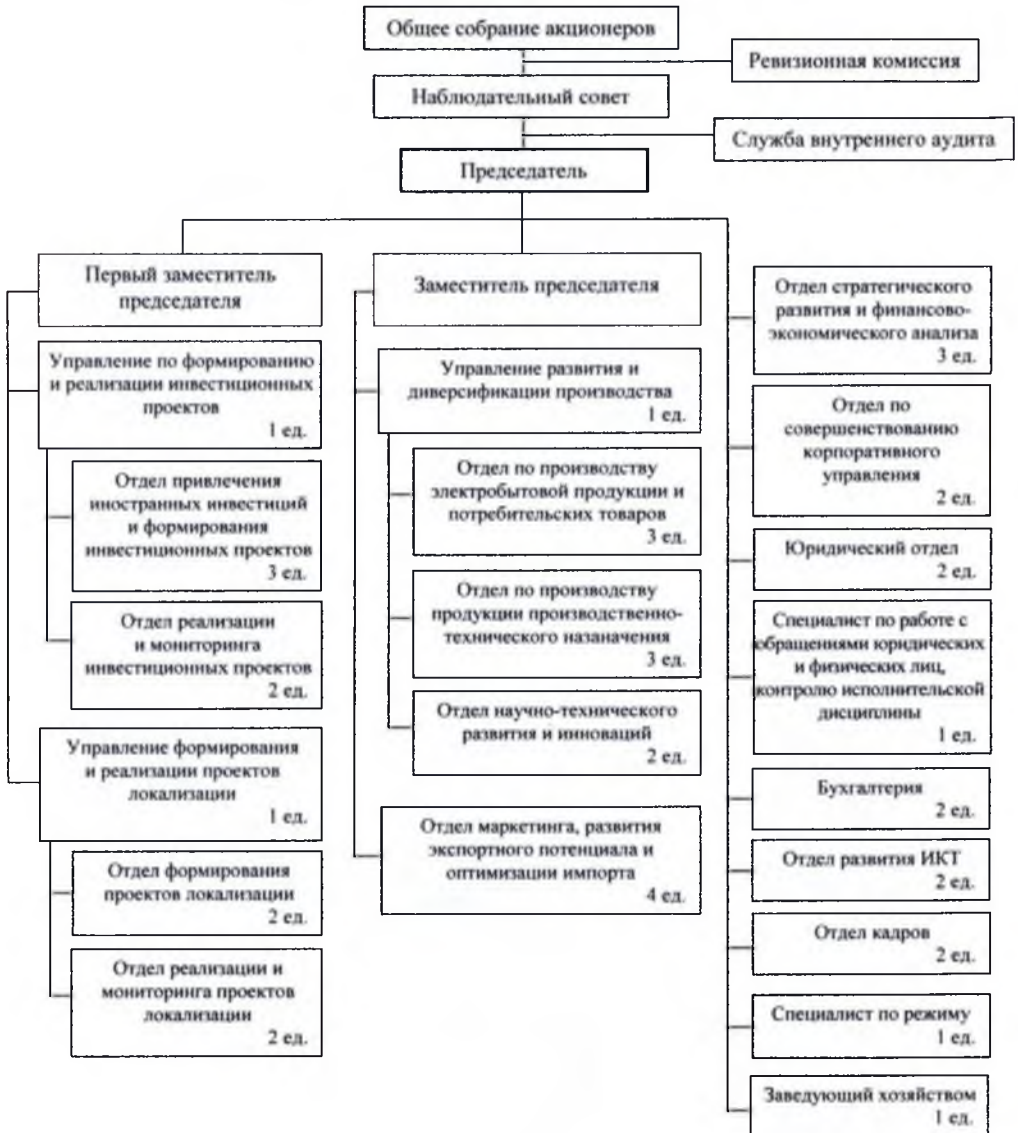 Общее собрание акционеров
Ревизионная комиссия
Наблюдательный совет
Служба внутреннего аудита
Председатель
Первый заместитель
председателя
Управление по формированию
и реализации инвестиционных
проектов
1 ед.
Отдел привлечения
иностранных инвестиций
и формирования
инвестиционных проектов
3 ед.
Отдел реализации
и мониторинга
инвестиционных проектов
2 ед.
Управление формирования
и реализации проектов
локализации
1 ед.
Отдел формирования
проектов локализации
2 ед.
Отдел реализации и
мониторинга проектов
локализации
2 ед.
Заместитель председателя
Управление развития и
диверсификации производства
1 ед.
Отдел по производству
электробытовой продукции и
потребительских товаров
3 ед.
Отдел по производству
продукции производственно-
технического назаначения
3 ед.
Отдел научно-технического
развития и инноваций
2 ед.
Отдел маркетинга, развития
экспортного потенциала и
оптимизации импорта
4 ед.
Отдел стратегического
развития и финансово-
экономического анализа
3 ед.
Отдел по
совершенствованию
корпоративного
управления
2 ед.
Юридический отдел
2 ед.
Специалист по работе с
обращениями юридических
и физических лиц,
контролю исполнительской
дисциплины
1 ед.
Бухгалтерия
2 ед.
Отдел развития ИКТ
2 ед.
Отдел кадров
2 ед.
Специалист по режиму
1 ед.
Заведующий хозяйством
1 ед.